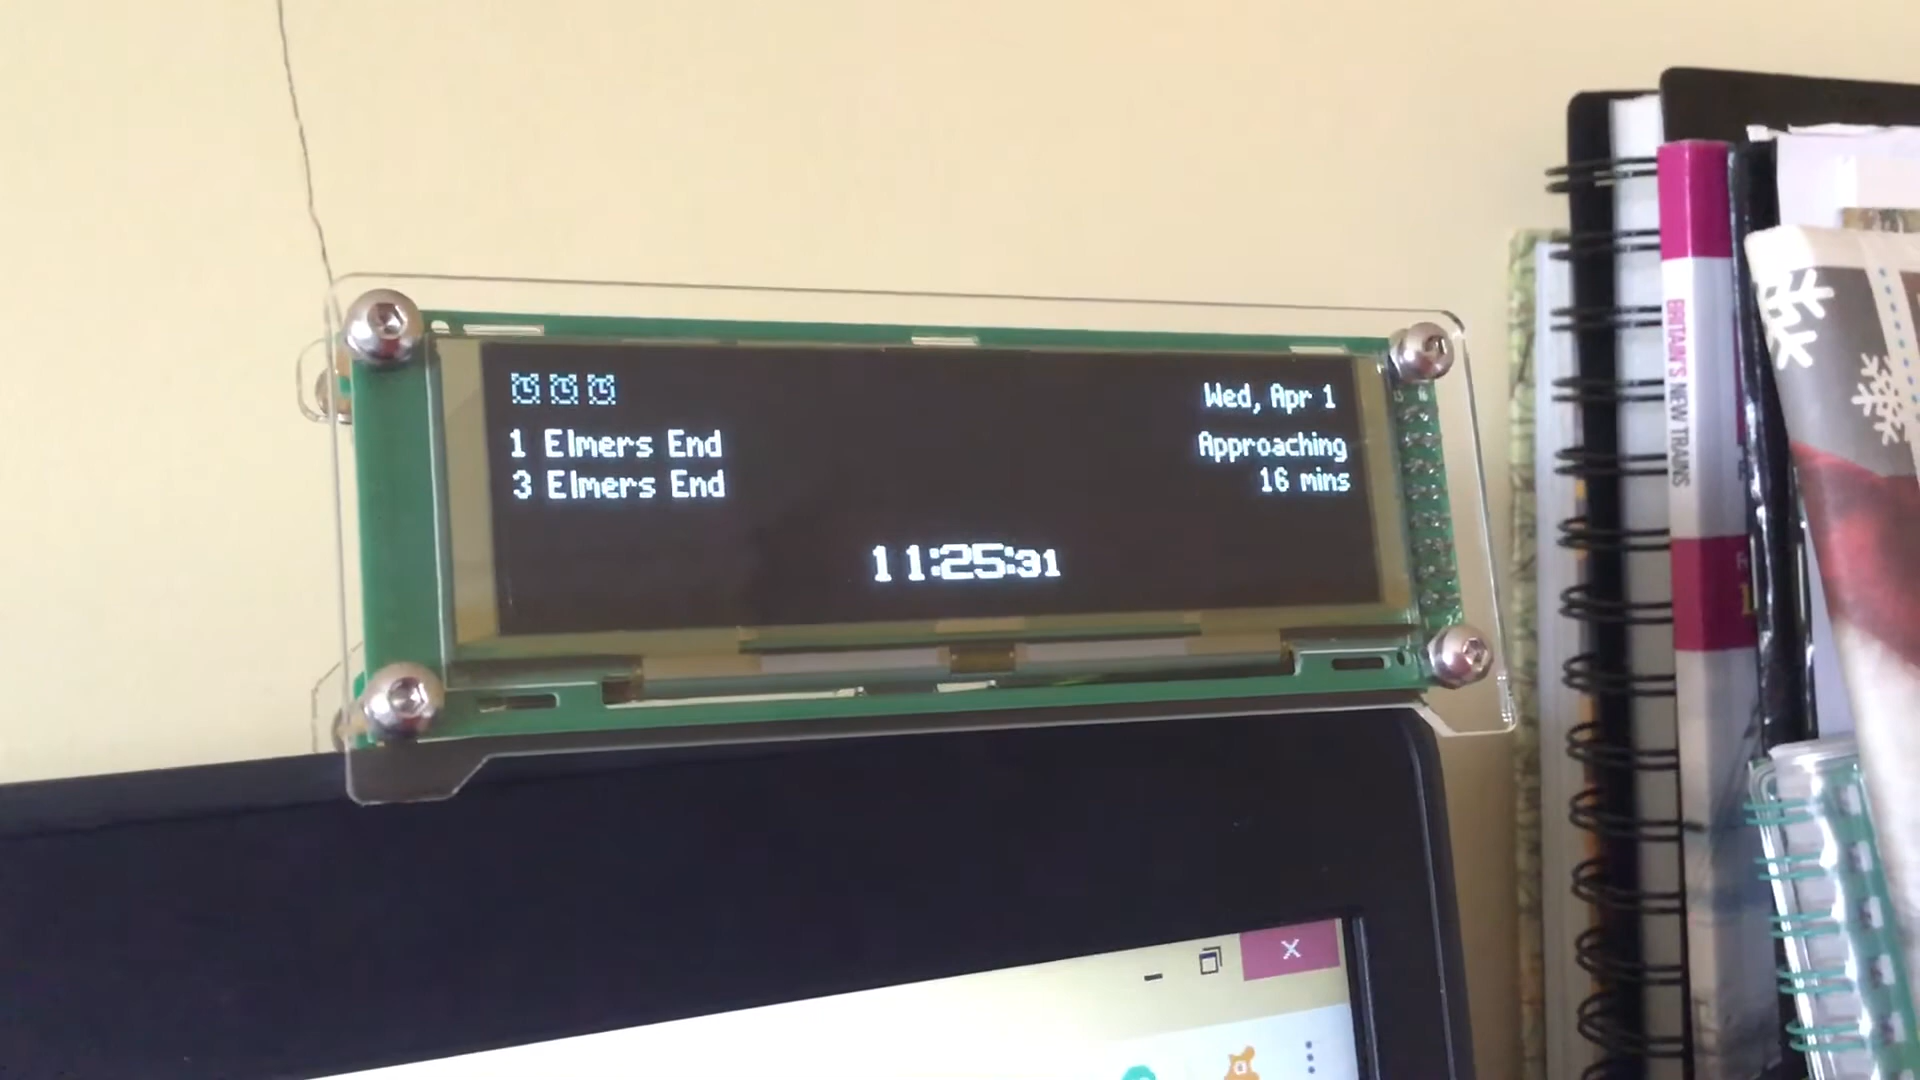 Wed, Apr 1
1 Elmers End Approaching
3 Elmers End 16 mins
11:25:31
BRITAIN'S NEW TRAINS
X
a